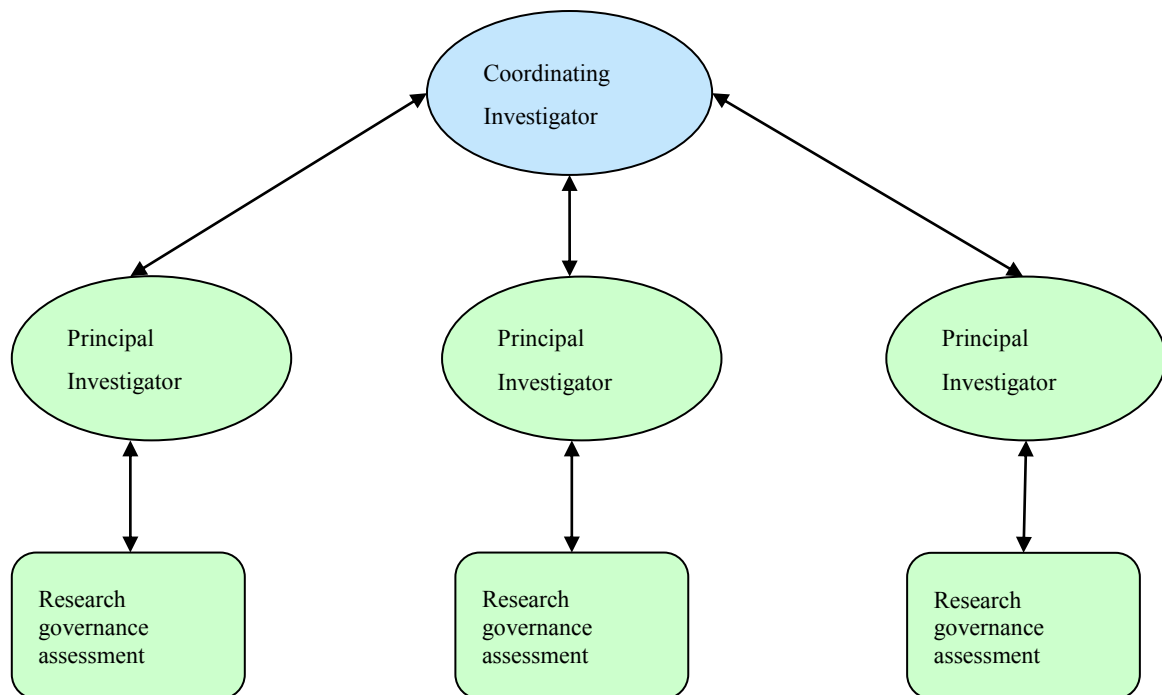 Coordinating
Investigator
Principal
Investigator
Principal
Investigator
Principal
Investigator
Research
governance
assessment
Research
governance
assessment
Research
governance
assessment